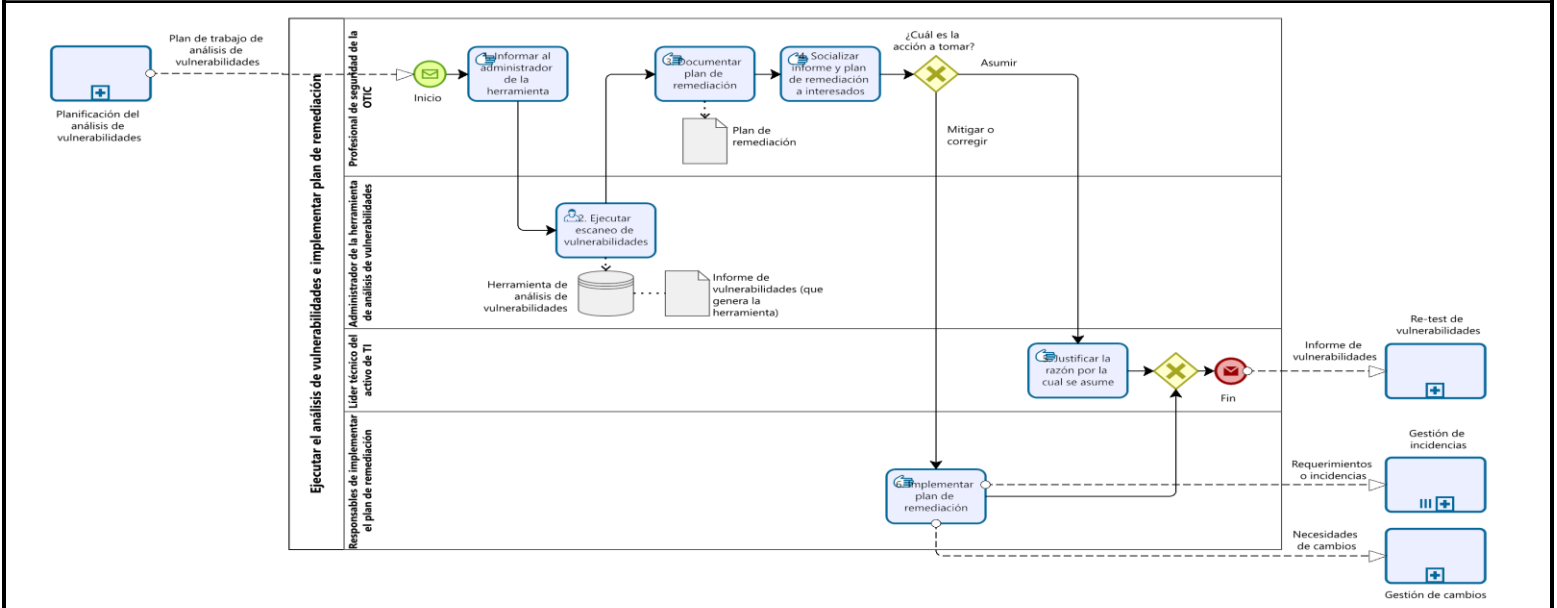 Plan de trabajo de
análisis de
vulnerabilidades
Planificación del
análisis de
vulnerabilidades
Ejecutar el análisis de vulnerabilidades e implementar plan de remediación
Profesional de seguridad de la
OTIC
Inicio
1. Informar al
administrador
de la
herramienta
3. Documentar
plan de
remediación
Plan de
remediación
4. Socializar
informe y plan
de remediación
a interesados
¿Cuál es la
acción a tomar?
Asumir
Mitigar o
corregir
Administrador de la herramienta
de análisis de vulnerabilidades
2. Ejecutar
escaneo de
vulnerabilidades
Herramienta de
análisis de
vulnerabilidades
Informe de
vulnerabilidades (que
genera la
herramienta)
Líder técnico del
activo de TI
5. Justificar la
razón por la
cual se asume
Fin
Informe de
vulnerabilidades
Re-test de
vulnerabilidades
Responsables de implementar
el plan de remediación
6. Implementar
plan de
remediación
Requerimientos
o incidencias
Gestión de
incidencias
Necesidades
de cambios
Gestión de cambios